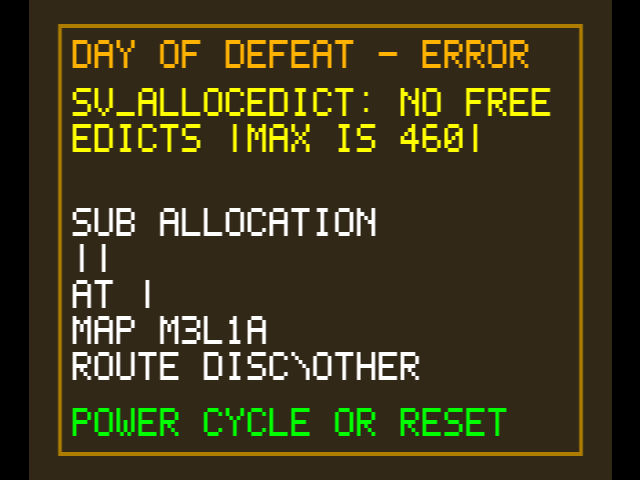 DAY OF DEFEAT - ERROR
SV_ALLOCEDICT: NO FREE
EDICTS |MAX IS 460|
SUB ALLOCATION
||
AT |
MAP M3L1A
ROUTE DISC\OTHER
POWER CYCLE OR RESET